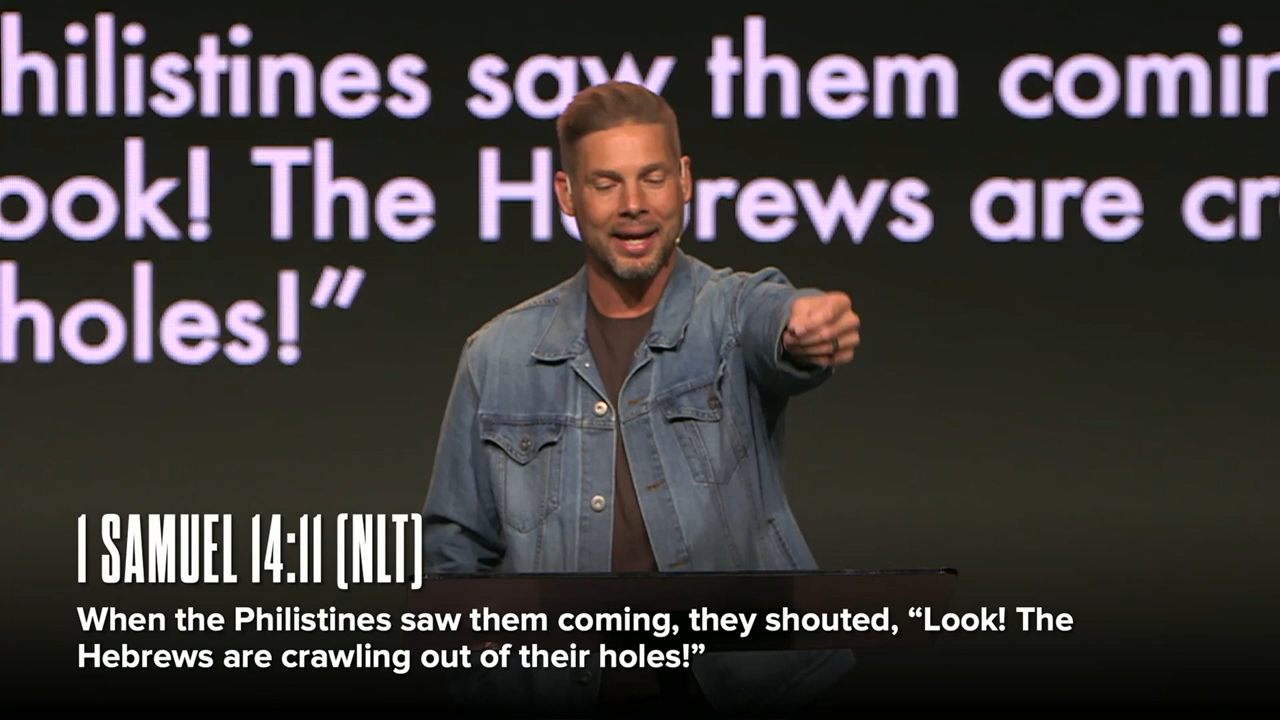 hilistines saw them comin
ook! The Hebrews are cr
holes!”
1 SAMUEL 14:11 (NLT)
When the Philistines saw them coming, they shouted, “Look! The
Hebrews are crawling out of their holes!”